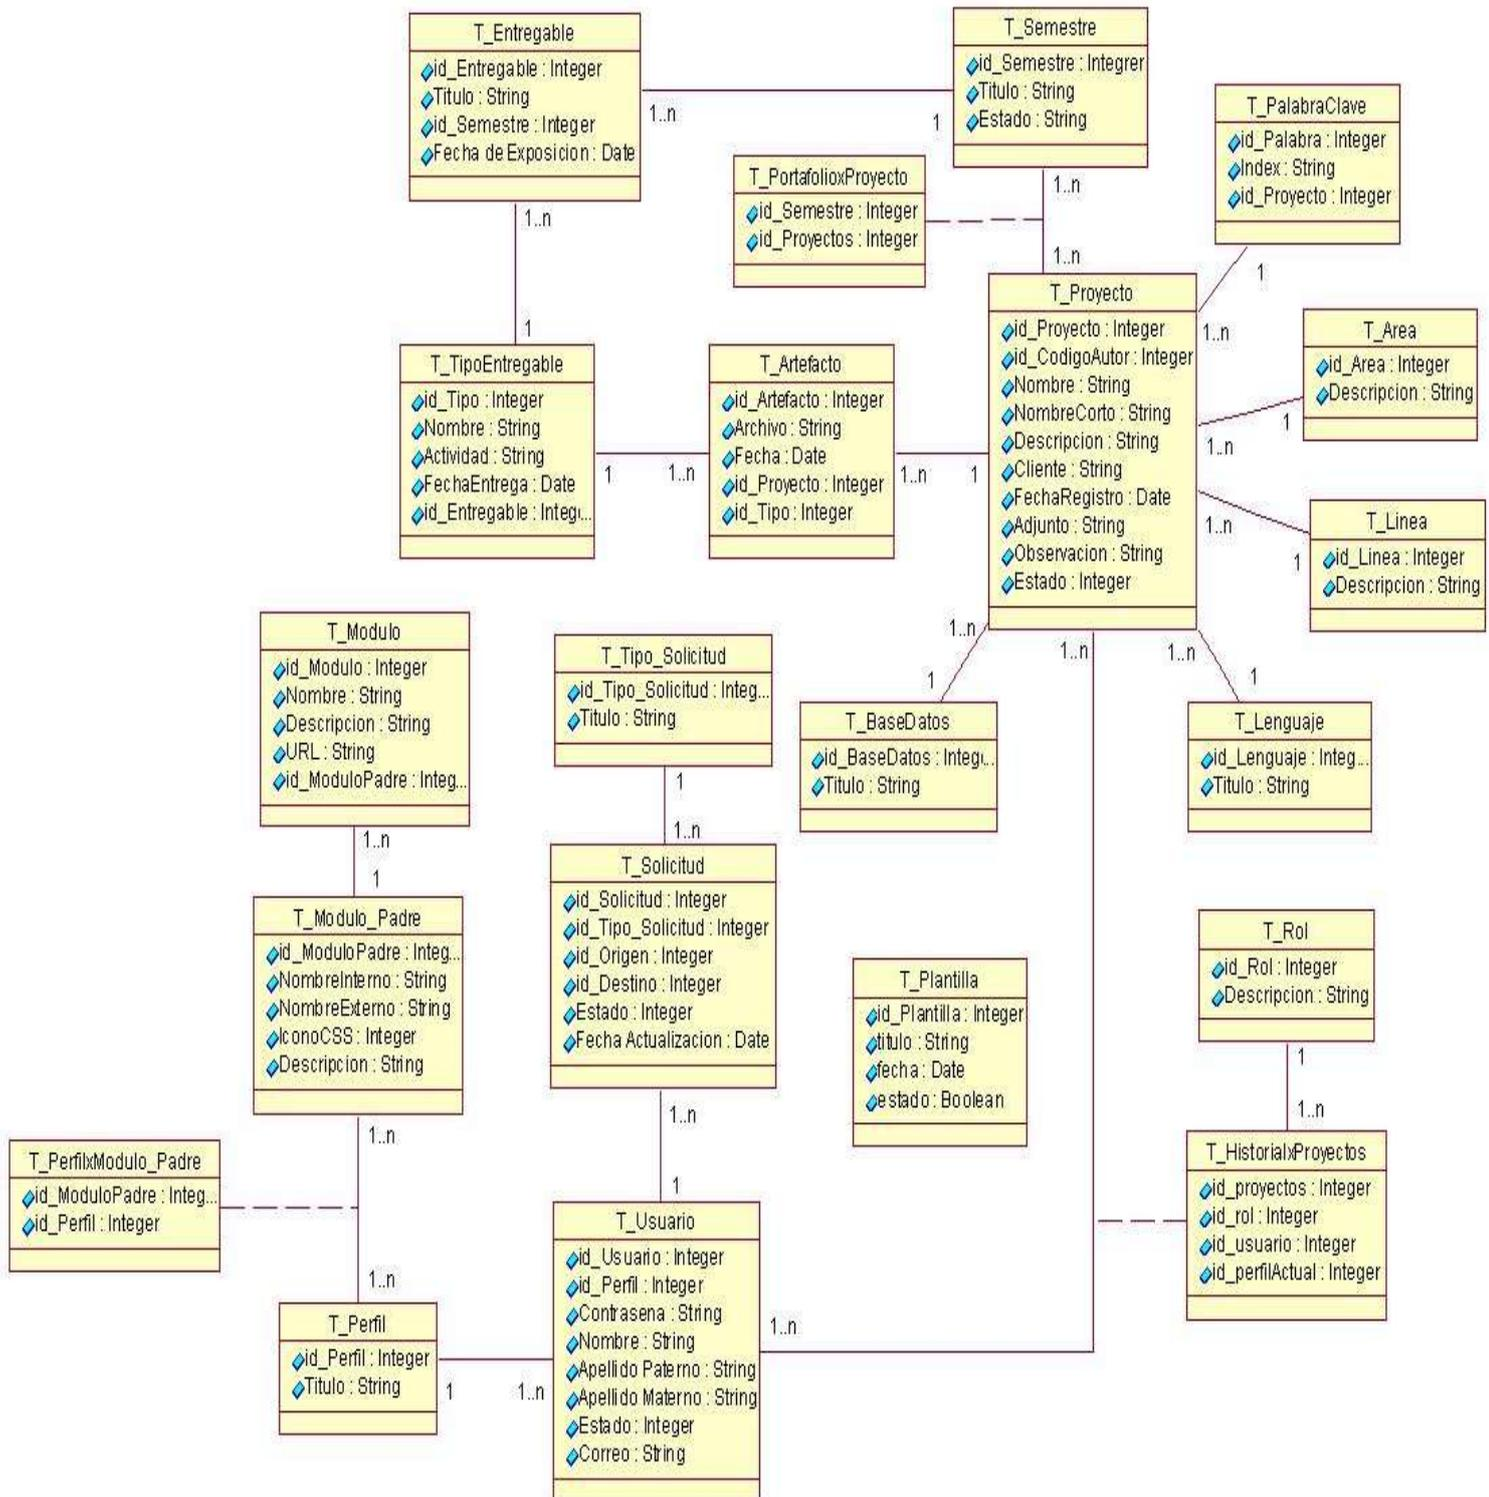 T_Entregable
id_Entregable : Integer
Titulo : String
id_Semestre : Integer
Fecha de Exposicion : Date
1..n
1
1..n
T_Semestre
id_Semestre : Integrer
Titulo : String
Estado : String
1..n
1..n
T_PortafolioxProyecto
id_Semestre : Integer
id_Proyectos : Integer
T_PalabraClave
id_Palabra : Integer
Index : String
id_Proyecto : Integer
1
1..n
1
T_TipoEntregable
id_Tipo : Integer
Nombre : String
Actividad : String
FechaEntrega : Date
id_Entregable : Integ...
1
1..n
T_Artefacto
id_Artefacto : Integer
Archivo : String
Fecha : Date
id_Proyecto : Integer
id_Tipo : Integer
1..n
1
T_Proyecto
id_Proyecto : Integer
id_CodigoAutor : Integer
Nombre : String
NombreCorto : String
Descripcion : String
Cliente : String
FechaRegistro : Date
Adjunto : String
Observacion : String
Estado : Integer
T_Area
id_Area : Integer
Descripcion : String
1
1..n
T_Linea
id_Linea : Integer
Descripcion : String
1..n
1
1..n
1
1..n
1..n
1
T_BaseDatos
id_BaseDatos : Integ...
Titulo : String
T_Lenguaje
id_Lenguaje : Integ...
Titulo : String
T_Modulo
id_Modulo : Integer
Nombre : String
Descripcion : String
URL : String
id_ModuloPadre : Integ...
1..n
1
T_Tipo_Solicitud
id_Tipo_Solicitud : Integ...
Titulo : String
1
1..n
T_Modulo_Padre
id_ModuloPadre : Integ...
NombreInterno : String
NombreExterno : String
IconoCSS : Integer
Descripcion : String
1..n
T_Solicitud
id_Solicitud : Integer
id_Tipo_Solicitud : Integer
id_Origen : Integer
id_Destino : Integer
Estado : Integer
Fecha Actualizacion : Date
1..n
1
T_Plantilla
id_Plantilla : Integer
titulo : String
fecha : Date
estado : Boolean
T_Rol
id_Rol : Integer
Descripcion : String
1
1..n
T_HistorialxProyectos
id_proyectos : Integer
id_rol : Integer
id_usuario : Integer
id_perfilActual : Integer
T_PerfilxModulo_Padre
id_ModuloPadre : Integ...
id_Perfil : Integer
1..n
T_Perfil
id_Perfil : Integer
Titulo : String
1
1..n
T_Usuario
id_Usuario : Integer
id_Perfil : Integer
Contrasena : String
Nombre : String
Apellido Paterno : String
Apellido Materno : String
Estado : Integer
Correo : String
1..n